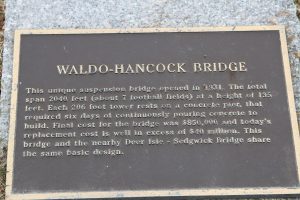 WALDO-HANCOCK BRIDGE
This unique suspension bridge opened in 1931. The total
span 2040 feet (about 7 football fields) at a height of 135
feet. Each 206 foot tower rests on a concrete pier, that
required six days of continuously pouring concrete to
build. Final cost for the bridge was $850,000 and today's
replacement cost is well in excess of $40 million. This
bridge and the nearby Deer Isle - Sedgwick Bridge share
the same basic design.